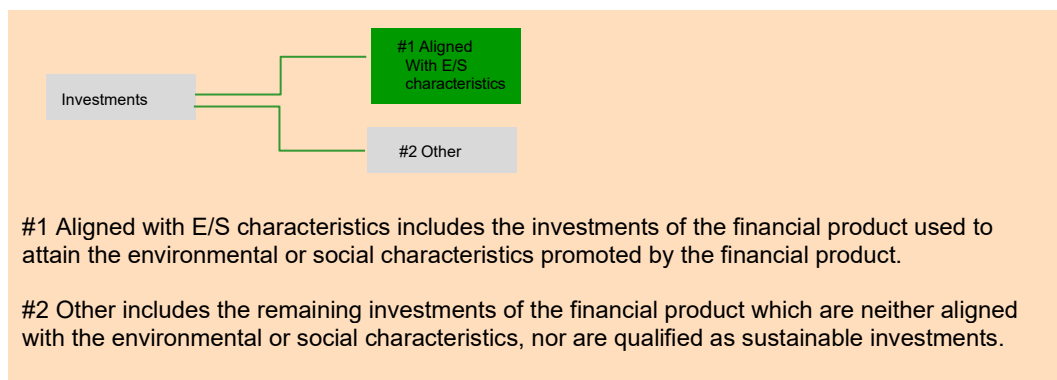 #1 Aligned
With E/S
characteristics
Investments
#2 Other
#1 Aligned with E/S characteristics includes the investments of the financial product used to
attain the environmental or social characteristics promoted by the financial product.
#2 Other includes the remaining investments of the financial product which are neither aligned
with the environmental or social characteristics, nor are qualified as sustainable investments.